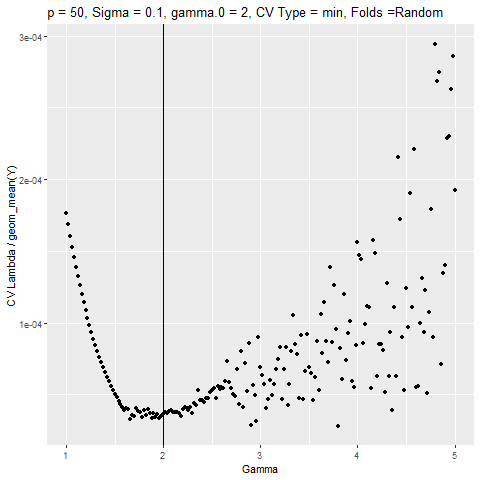 p = 50, Sigma = 0.1, gamma.0 = 2, CV Type = min, Folds =Random
3e-04
2e-04
1e-04
CV Lambda / geom_mean(Y)
1
2
3
4
5
Gamma